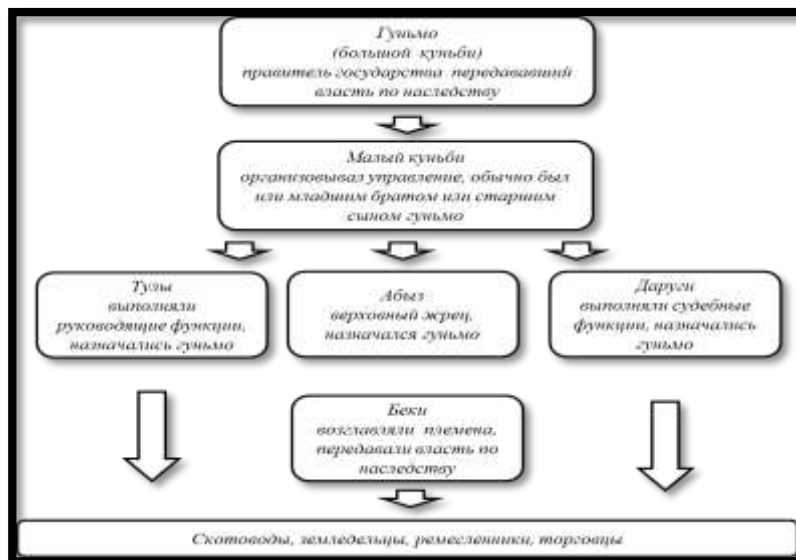 Гуньмо
(большой куньби)
правитель государства передававший
власть по наследству
Малый куньби
организовывал управление, обычно был
или младшим братом или старшим
сыном гуньмо
Тулы
выполняли
руководящие функции,
назначались гуньмо
Абыз
верховный жрец,
назначался гуньмо
Даруги
выполняли судебные
функции, назначались
гуньмо
Беки
возглавляли племена,
передавали власть по
наследству
Скотоводы, земледельцы, ремесленники, торговцы.